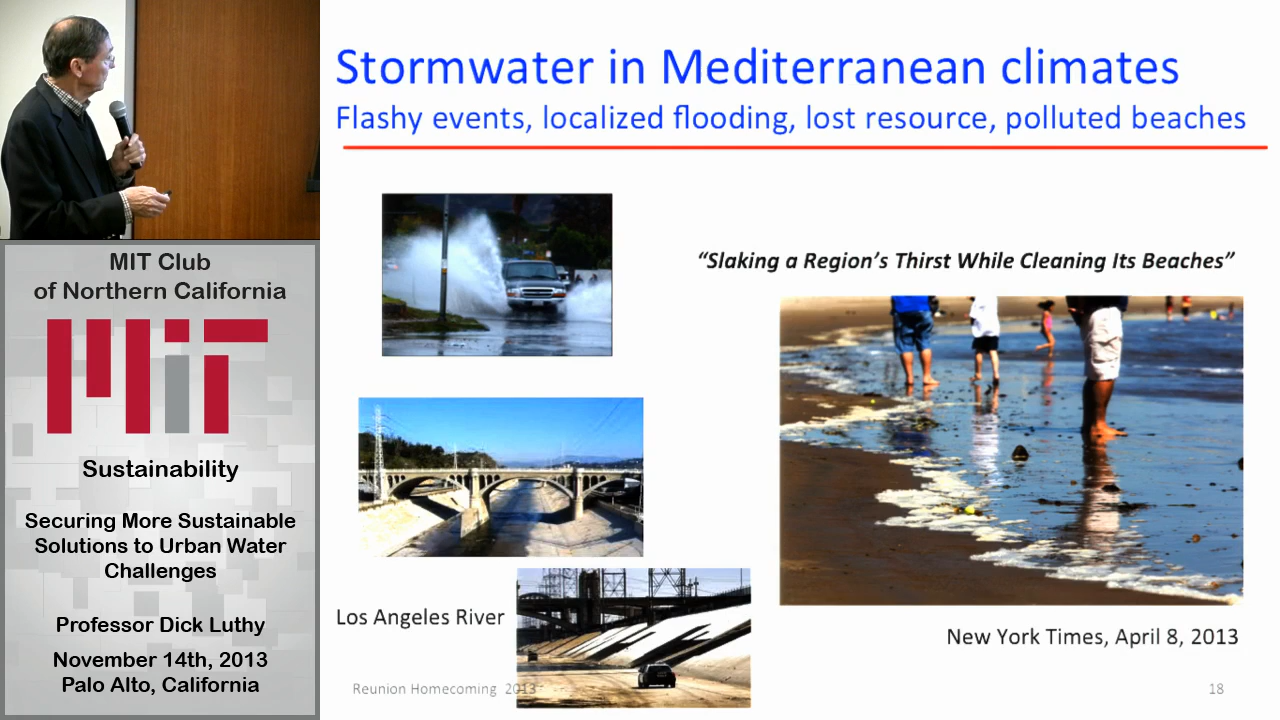 Stormwater in Mediterranean climates
Flashy events, localized flooding, lost resource, polluted beaches
“Slaking a Region’s Thirst While Cleaning Its Beaches”
Los Angeles River
New York Times, April 8, 2013
Reunion Homecoming 2013
18
MIT Club
of Northern California
MIT
Sustainability
Securing More Sustainable
Solutions to Urban Water
Challenges
Professor Dick Luthy
November 14th, 2013
Palo Alto, California